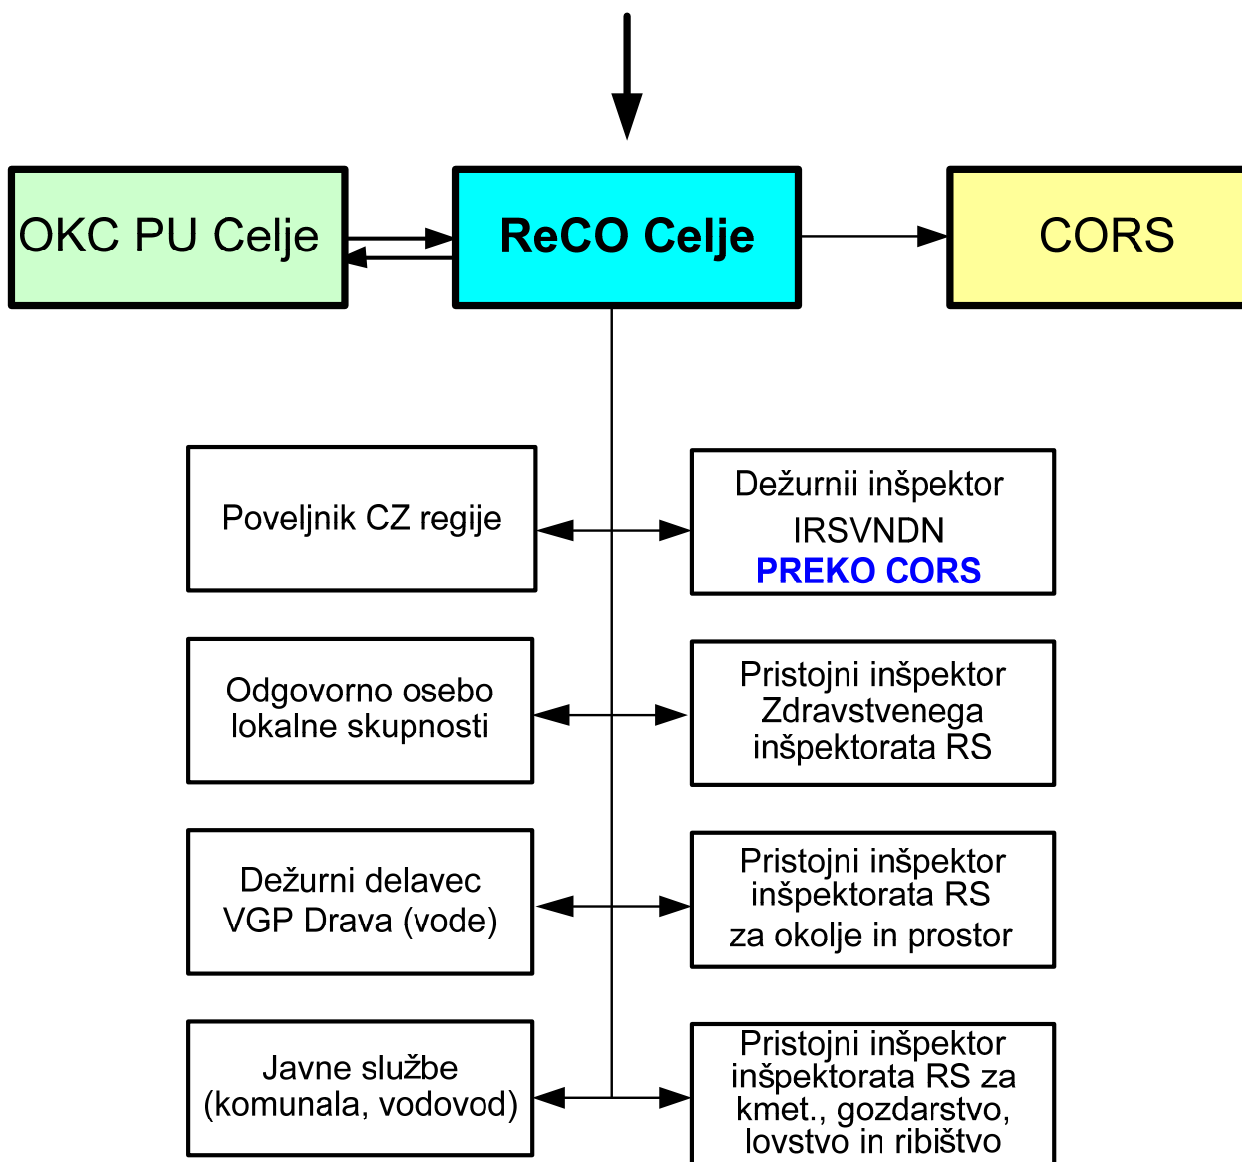 OKC PU Celje
ReCO Celje
CORS
Poveljnik CZ regije
Dežurnii inšpektor
IRSVNDN
PREKO CORS
Odgovorno osebo
lokalne skupnosti
Pristojni inšpektor
Zdravstvenega
inšpektorata RS
Dežurni delavec
VGP Drava (vode)
Pristojni inšpektor
inšpektorata RS
za okolje in prostor
Javne službe
(komunala, vodovod)
Pristojni inšpektor
inšpektorata RS za
kmet., gozdarstvo,
lovstvo in ribištvo